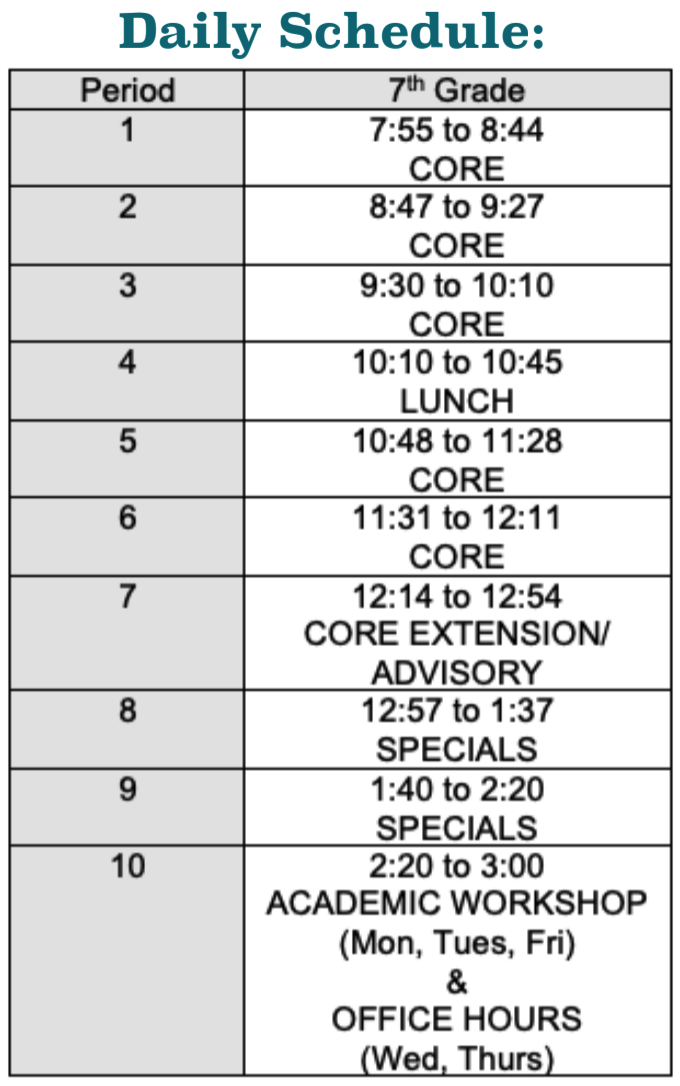 Daily Schedule:
Period 7th Grade
1 7:55 to 8:44
CORE
2 8:47 to 9:27
CORE
3 9:30 to 10:10
CORE
4 10:10 to 10:45
LUNCH
5 10:48 to 11:28
CORE
6 11:31 to 12:11
CORE
7 12:14 to 12:54
CORE EXTENSION/
ADVISORY
8 12:57 to 1:37
SPECIALS
9 1:40 to 2:20
SPECIALS
10 2:20 to 3:00
ACADEMIC WORKSHOP
(Mon, Tues, Fri)
&
OFFICE HOURS
(Wed, Thurs)